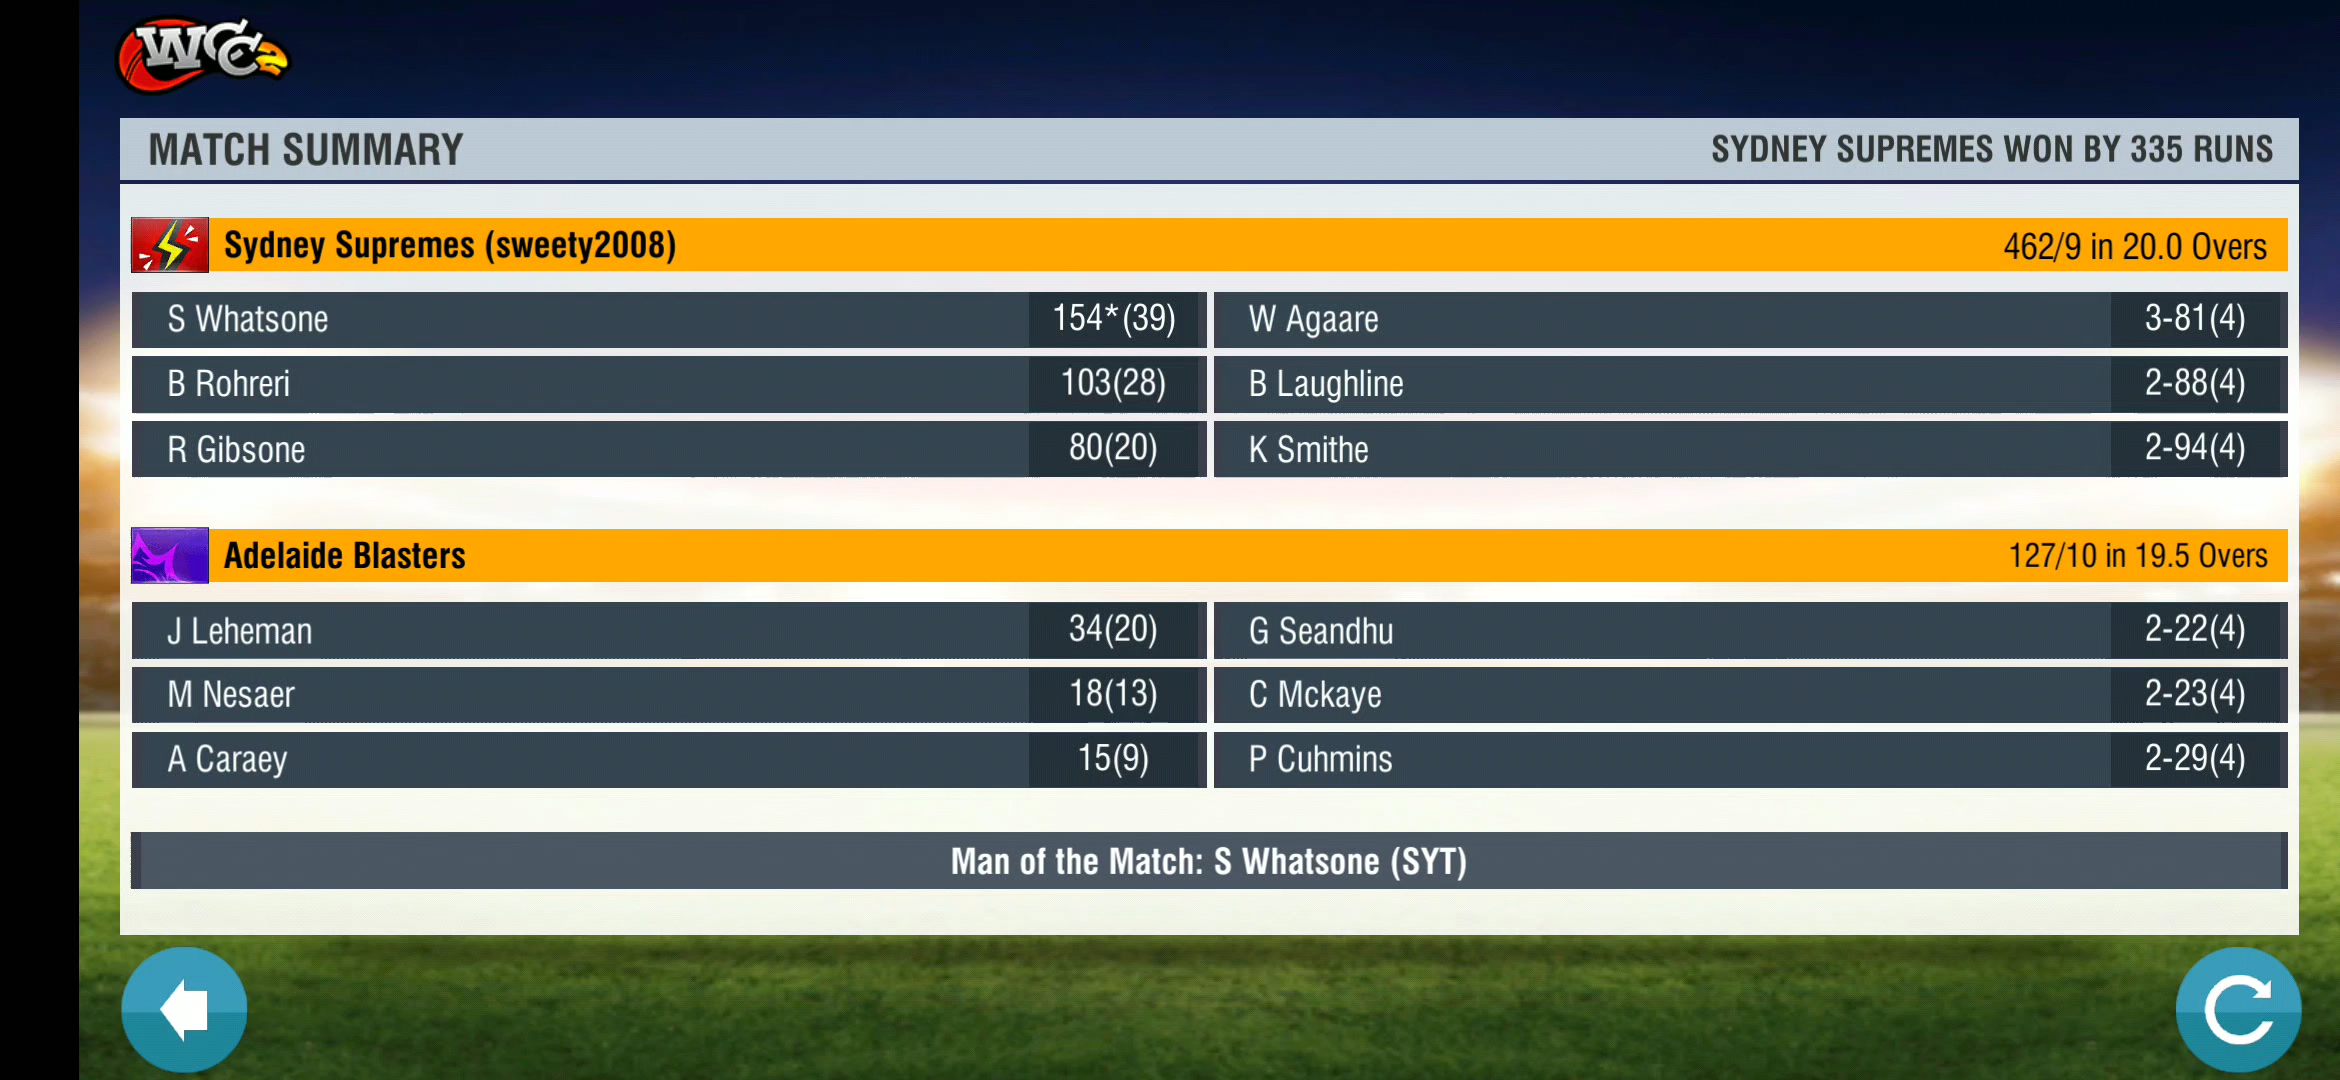 WCC
MATCH SUMMARY
SYDNEY SUPREMES WON BY 335 RUNS
Sydney Supremes (sweety2008)
462/9 in 20.0 Overs
S Whatsone 154*(39) W Agaare 3-81(4)
B Rohreri 103(28) B Laughline 2-88(4)
R Gibsone 80(20) K Smithe 2-94(4)
Adelaide Blasters
127/10 in 19.5 Overs
J Leheman 34(20) G Seandhu 2-22(4)
M Nesaer 18(13) C Mckaye 2-23(4)
A Caraey 15(9) P Cuhmins 2-29(4)
Man of the Match: S Whatsone (SYT)